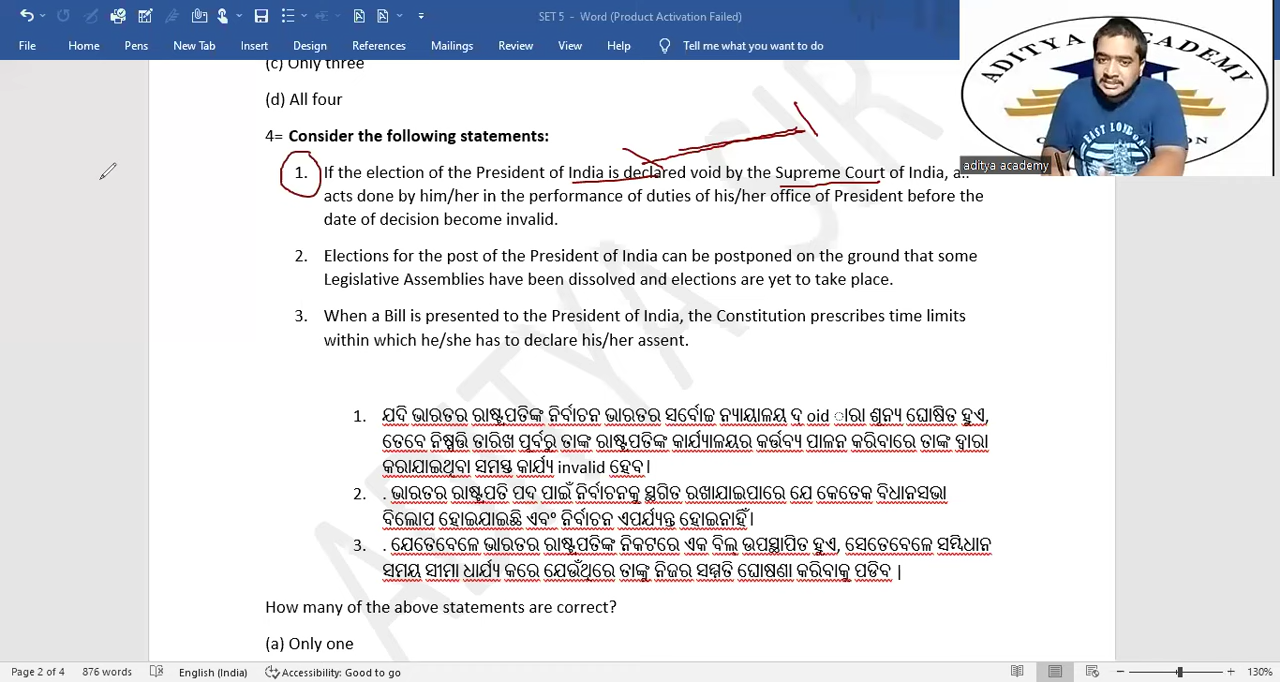 SET 5 - Word (Product Activation Failed)
File Home Pens New Tab Insert Design References Mailings Review View Help Tell me what you want to do
ADITYA ACADEMY
EAST
aditya academy
(c) Only three
(d) All four
4= Consider the following statements:
1. If the election of the President of India is declared void by the Supreme Court of India,
acts done by him/her in the performance of duties of his/her office of President before the
date of decision become invalid.
2. Elections for the post of the President of India can be postponed on the ground that some
Legislative Assemblies have been dissolved and elections are yet to take place.
3. When a Bill is presented to the President of India, the Constitution prescribes time limits
within which he/she has to declare his/her assent.
1. ଯଦି ଭାରତର ରାଷ୍ଟ୍ରପତିଙ୍କ ନିର୍ବାଚନ ଭାରତର ସର୍ବୋଚ୍ଚ ନ୍ୟାୟାଳୟ ଦ୍ oid ାରା ଶୂନ୍ୟ ଘୋଷିତ ହୁଏ,
ତେବେ ନିଷ୍ପତ୍ତି ତାରିଖ ପୂର୍ବରୁ ତାଙ୍କ ରାଷ୍ଟ୍ରପତିଙ୍କ କାର୍ଯ୍ୟାଳୟର କର୍ତ୍ତବ୍ୟ ପାଳନ କରିବାରେ ତାଙ୍କ ଦ୍ୱାରା
କରାଯାଇଥିବା ସମସ୍ତ କାର୍ଯ୍ୟ invalid ହେବ।
2. . ଭାରତର ରାଷ୍ଟ୍ରପତି ପଦ ପାଇଁ ନିର୍ବାଚନକୁ ସ୍ଥଗିତ ରଖାଯାଇପାରେ ଯେ କେତେକ ବିଧାନସଭା
ବିଲୋପ ହୋଇଯାଇଛି ଏବଂ ନିର୍ବାଚନ ଏପର୍ଯ୍ୟନ୍ତ ହୋଇନାହିଁ।
3. . ଯେତେବେଳେ ଭାରତର ରାଷ୍ଟ୍ରପତିଙ୍କ ନିକଟରେ ଏକ ବିଲ୍ ଉପସ୍ଥାପିତ ହୁଏ, ସେତେବେଳେ ସମ୍ବିଧାନ
ସମୟ ସୀମା ଧାର୍ଯ୍ୟ କରେ ଯେଉଁଥିରେ ତାଙ୍କୁ ନିଜର ସମ୍ମତି ଘୋଷଣା କରିବାକୁ ପଡିବ |
How many of the above statements are correct?
(a) Only one
ADITYA SIR
Page 2 of 4 876 words English (India) Accessibility: Good to go 130%